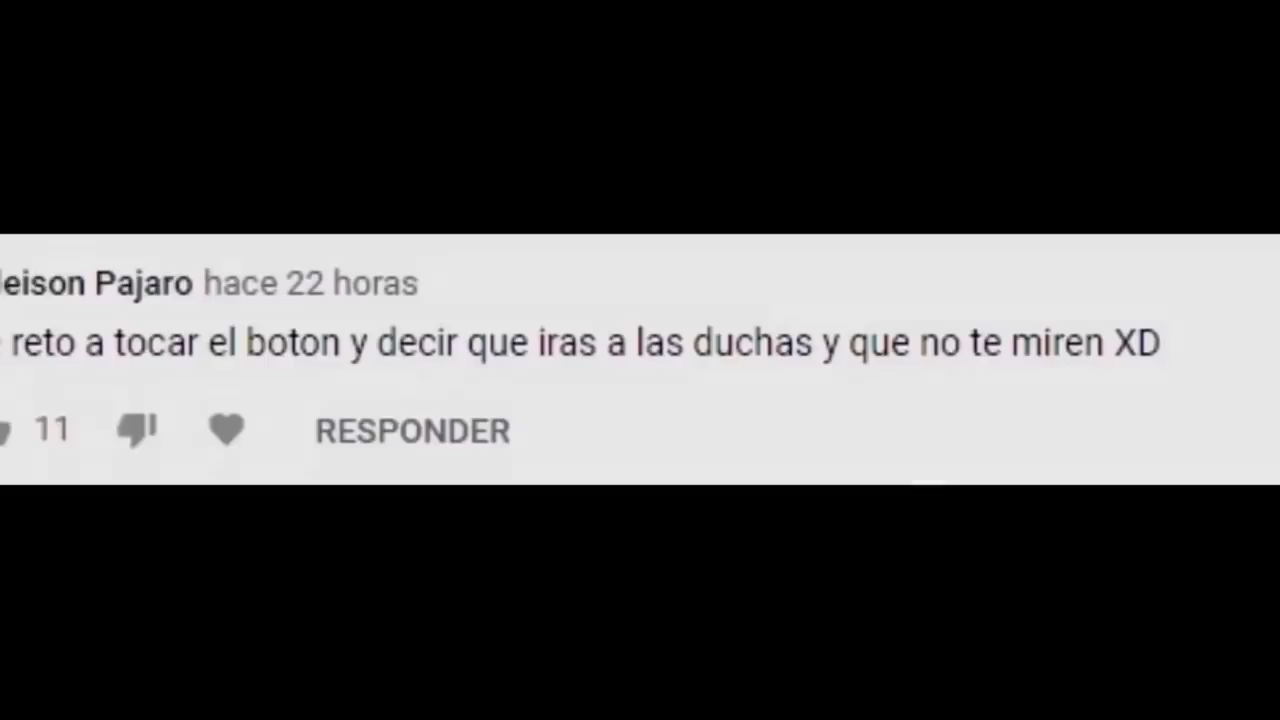 Pajaro hace 22 horas
reto a tocar el boton y decir que iras a las duchas y que no te miren XD
11 RESPONDER